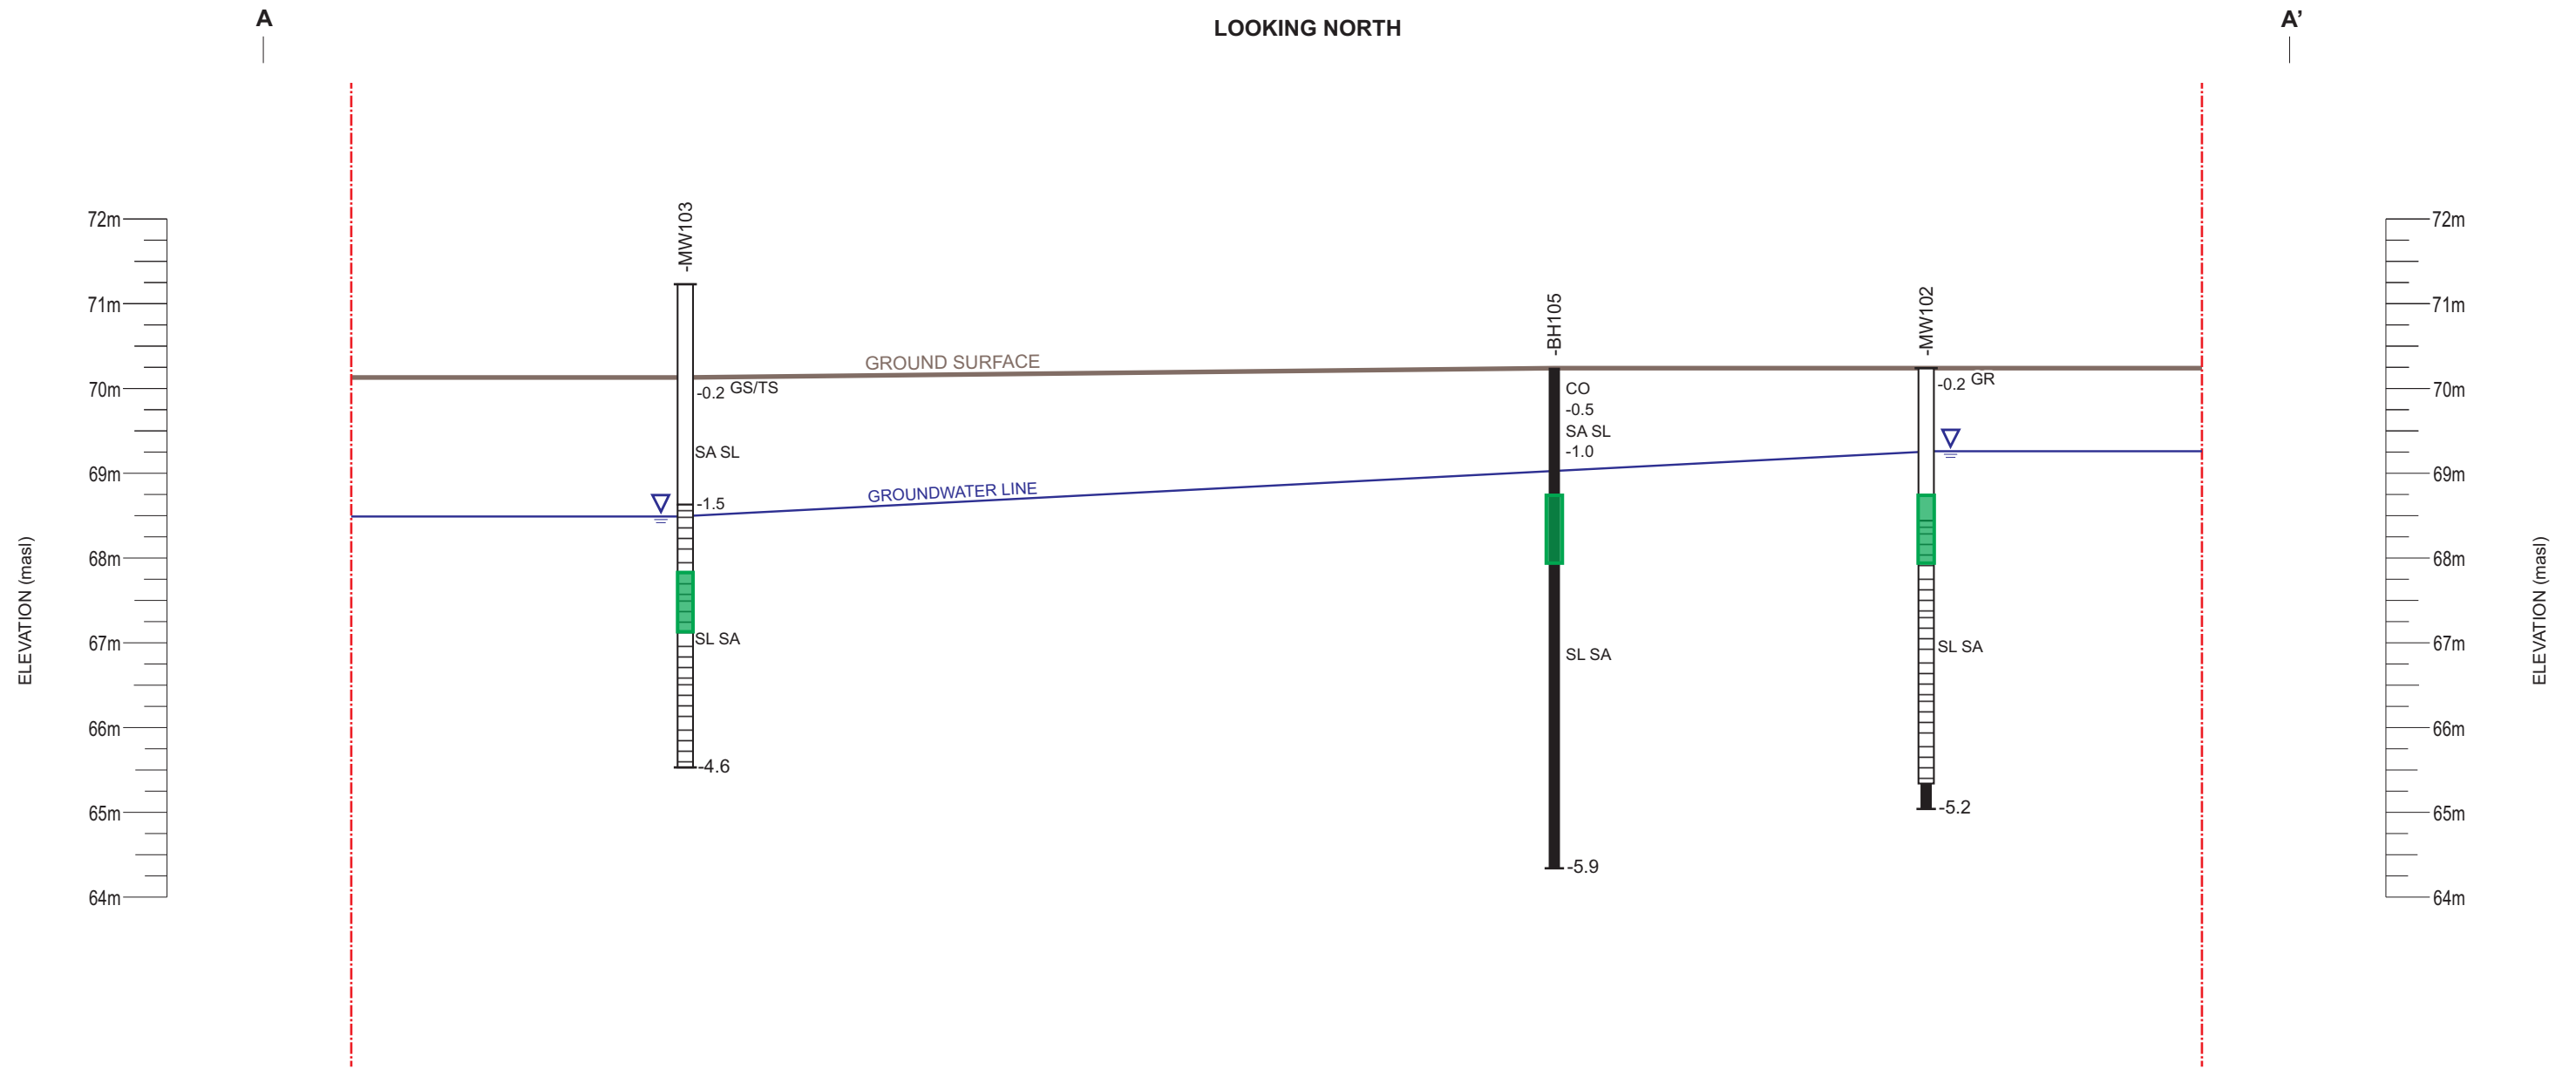 A
LOOKING NORTH
A’
72m
71m
70m
69m
68m
67m
66m
65m
64m
ELEVATION (masl)
-MW103
-0.2 GS/TS
SA SL
-1.5
SL SA
-4.6
GROUND SURFACE
GROUNDWATER LINE
-BH105
CO
-0.5
SA SL
-1.0
SL SA
-5.9
-MW102
-0.2 GR
SL SA
-5.2
72m
71m
70m
69m
68m
67m
66m
65m
64m
ELEVATION (masl)